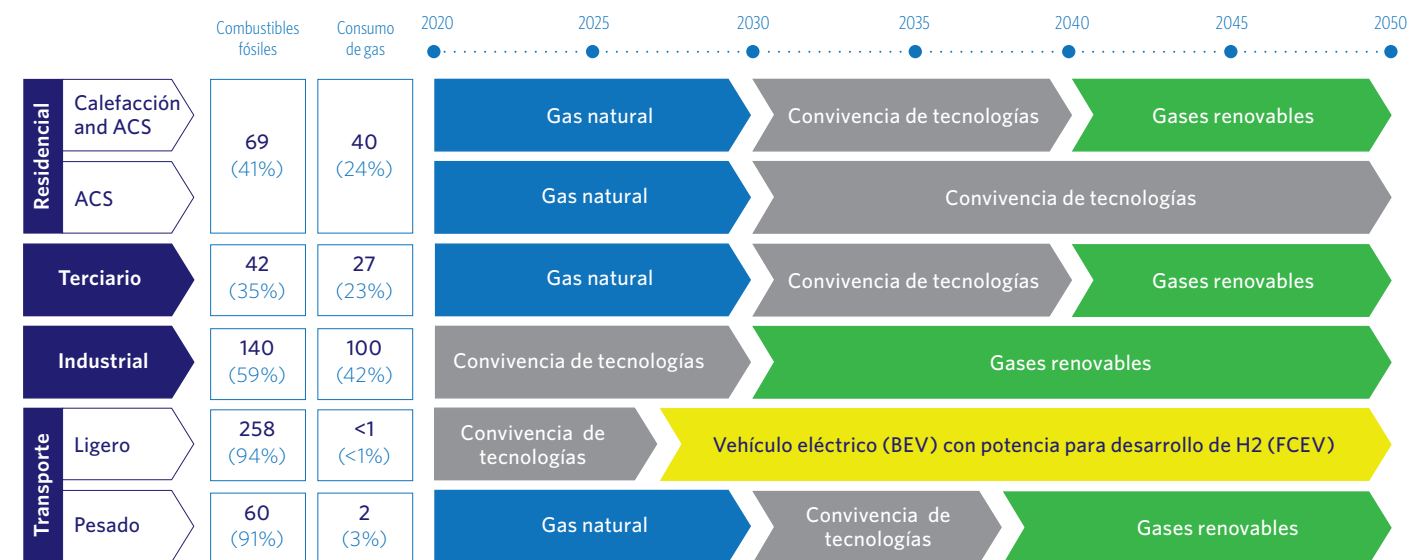 Combustibles
fósiles
Consumo
de gas
2020
2025
2030
2035
2040
2045
2050
Residencial
Calefacción
and ACS
69
(41%)
40
(24%)
Gas natural
Convivencia de tecnologías
Gases renovables
ACS
Gas natural
Convivencia de tecnologías
Terciario
42
(35%)
27
(23%)
Gas natural
Convivencia de tecnologías
Gases renovables
Industrial
140
(59%)
100
(42%)
Convivencia de tecnologías
Gases renovables
Transporte
Ligero
258
(94%)
<1
(<1%)
Convivencia de
tecnologías
Vehículo eléctrico (BEV) con potencia para desarrollo de H2 (FCEV)
Pesado
60
(91%)
2
(3%)
Gas natural
Convivencia de
tecnologías
Gases renovables